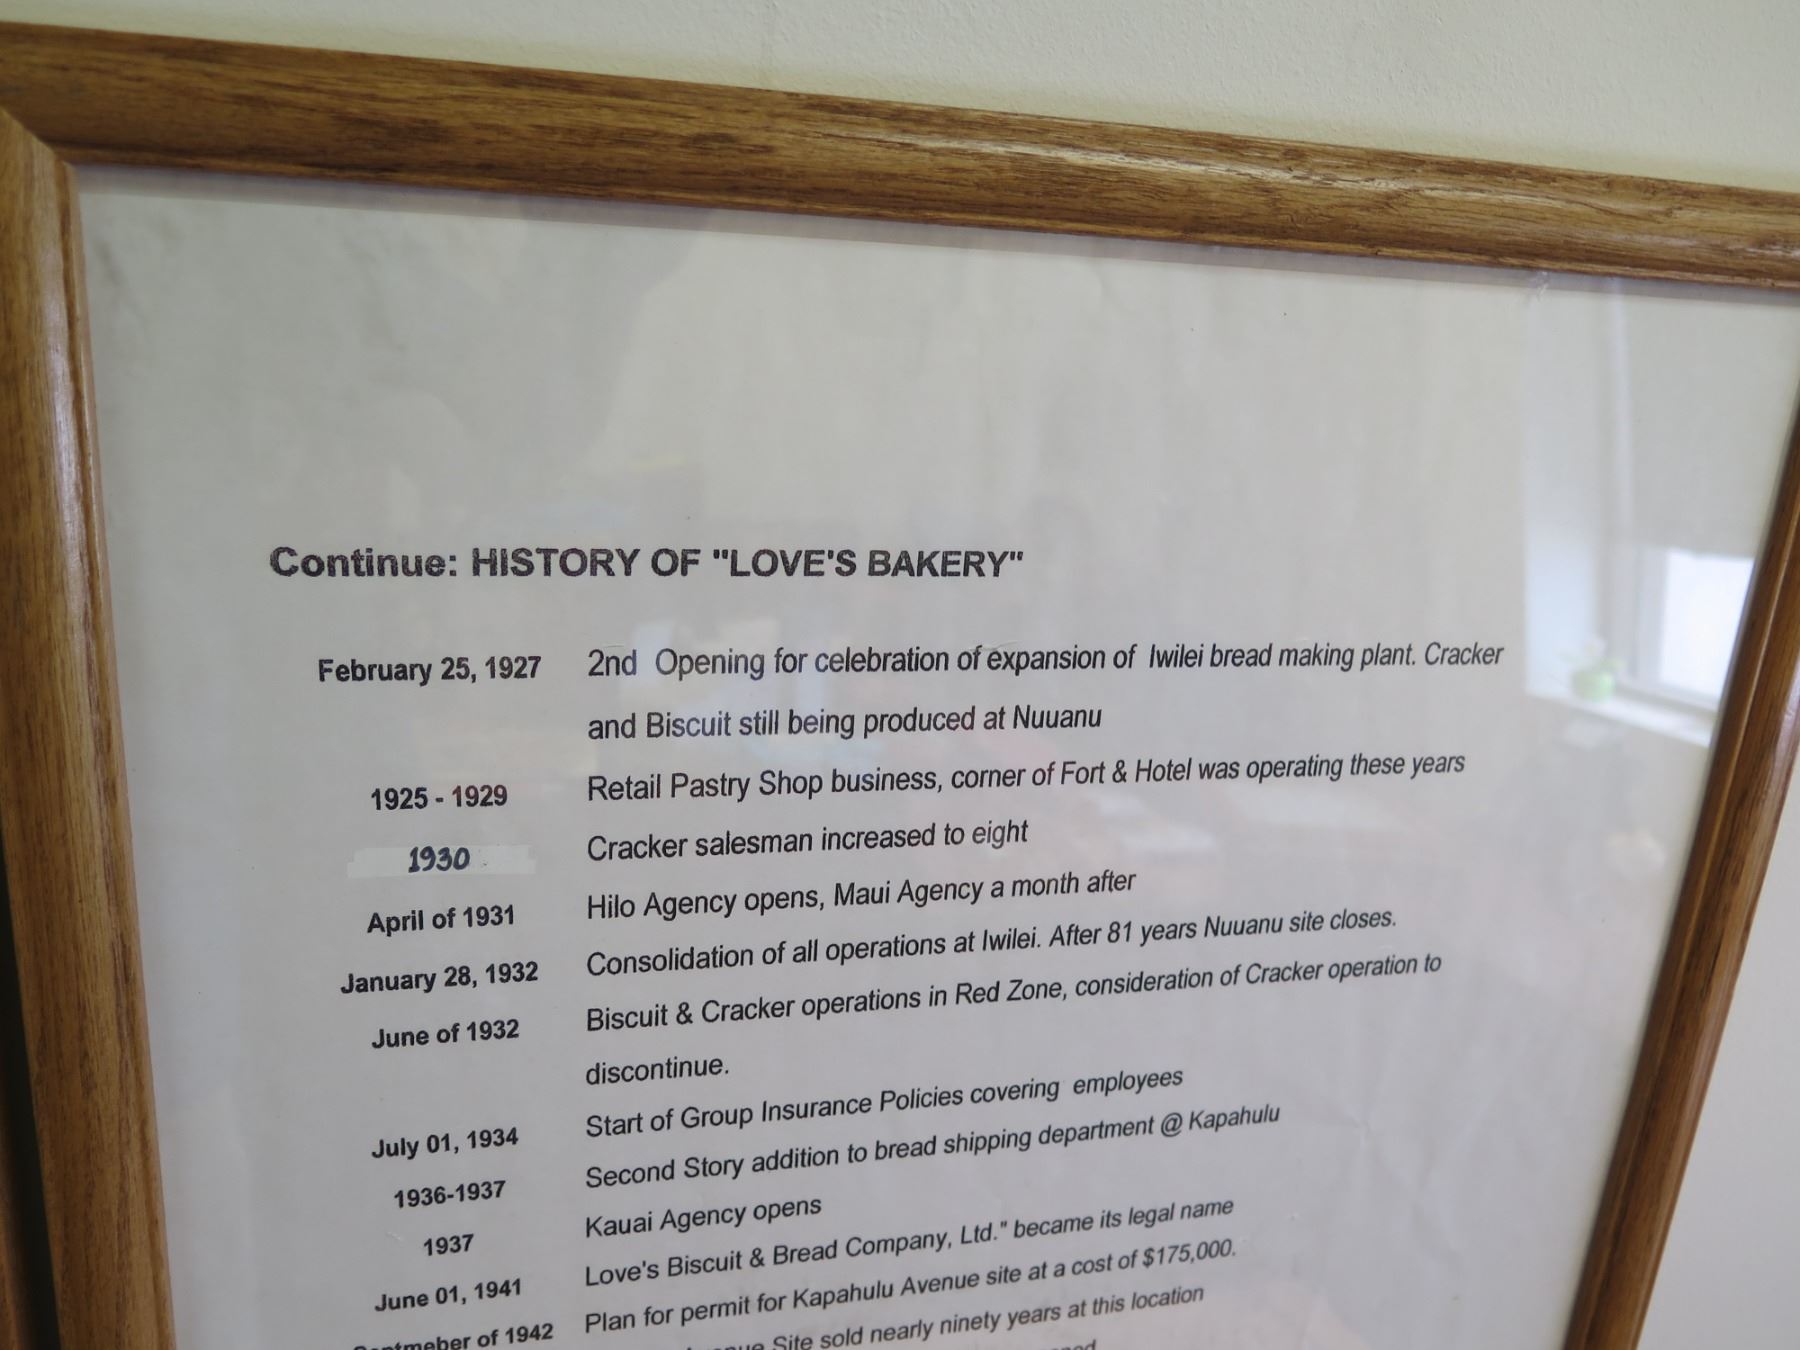 Continue: HISTORY OF "LOVE'S BAKERY"
February 25, 1927 2nd Opening for celebration of expansion of Iwilei bread making plant. Cracker
and Biscuit still being produced at Nuuanu
1925 - 1929 Retail Pastry Shop business, corner of Fort & Hotel was operating these years
1930 Cracker salesman increased to eight
April of 1931 Hilo Agency opens, Maui Agency a month after
January 28, 1932 Consolidation of all operations at Iwilei. After 81 years Nuuanu site closes.
June of 1932 Biscuit & Cracker operations in Red Zone, consideration of Cracker operation to
discontinue.
July 01, 1934 Start of Group Insurance Policies covering employees
1936-1937 Second Story addition to bread shipping department @ Kapahulu
1937 Kauai Agency opens
June 01, 1941 Love's Biscuit & Bread Company, Ltd." became its legal name
of 1942 Plan for permit for Kapahulu Avenue site at a cost of $175,000.
Site sold nearly ninety years at this location